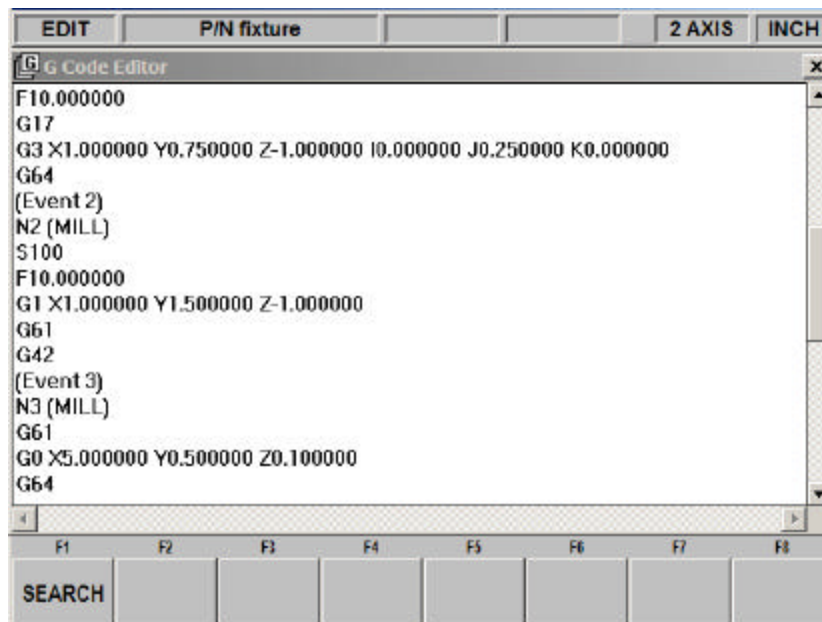 EDIT P/N fixture 2 AXIS INCH
G G Code Editor x
F10.000000
G17
G3 X1.000000 Y0.750000 Z-1.000000 I0.000000 J0.250000 K0.000000
G64
(Event 2)
N2 (MILL)
S100
F10.000000
G1 X1.000000 Y1.500000 Z-1.000000
G61
G42
(Event 3)
N3 (MILL)
G61
G0 X5.000000 Y0.500000 Z0.100000
G64
F1 F2 F3 F4 F5 F6 F7 F8
SEARCH